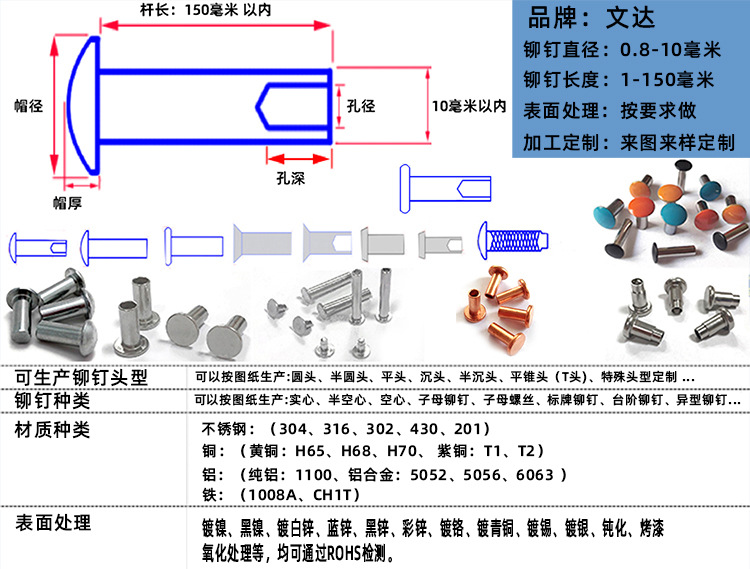 杆长：150毫米 以内
帽径
孔径
10毫米以内
孔深
帽厚
品牌：文达
铆钉直径：0.8-10毫米
铆钉长度：1-150毫米
表面处理：按要求做
加工定制：来图来样定制
可生产铆钉头型
可以按图纸生产:圆头、半圆头、平头、沉头、半沉头、平锥头（T头)、特殊头型定制 ...
铆钉种类
可以按图纸生产:实心、半空心、空心、子母铆钉、子母螺丝、标牌铆钉、台阶铆钉、异型铆钉...
材质种类
不锈钢：（304、316、302、430、201）
铜：（黄铜：H65、H68、H70、 紫铜：T1、T2）
铝：（纯铝：1100、铝合金：5052、5056、6063 ）
铁：（1008A、CH1T）
表面处理
镀镍、黑镍、镀白锌、蓝锌、黑锌、彩锌、镀铬、镀青铜、镀锡、镀银、钝化、烤漆
氧化处理等，均可通过ROHS检测。